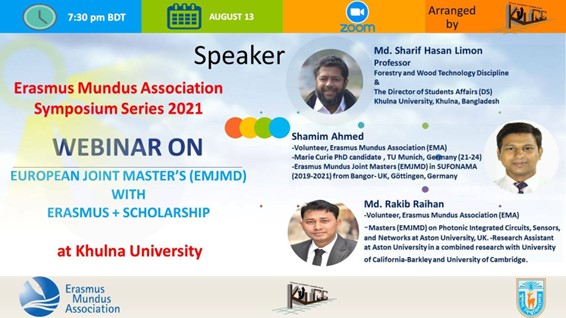 7:30 pm BDT
AUGUST 13
zoom
Arranged
by
Speaker
Erasmus Mundus Association
Symposium Series 2021
WEBINAR ON
EUROPEAN JOINT MASTER'S (EMJMD)
WITH
ERASMUS + SCHOLARSHIP
at Khulna University
Md. Sharif Hasan Limon
Professor
Forestry and Wood Technology Discipline
&
The Director of Students Affairs (DS)
Khulna University, Khulna, Bangladesh
Shamim Ahmed
-Volunteer, Erasmus Mundus Association (EMA)
-Marie Curie PhD candidate , TU Munich, Germany (21-24)
-Erasmus Mundus Joint Masters (EMJMD) in SUFONAMA
(2019-2021) from Bangor- UK, Göttingen, Germany
Md. Rakib Raihan
-Volunteer, Erasmus Mundus Association (EMA)
-Masters (EMJMD) on Photonic Integrated Circuits, Sensors,
and Networks at Aston University, UK. -Research Assistant
at Aston University in a combined research with University
of California-Barkley and University of Cambridge.
Erasmus
Mundus
Association